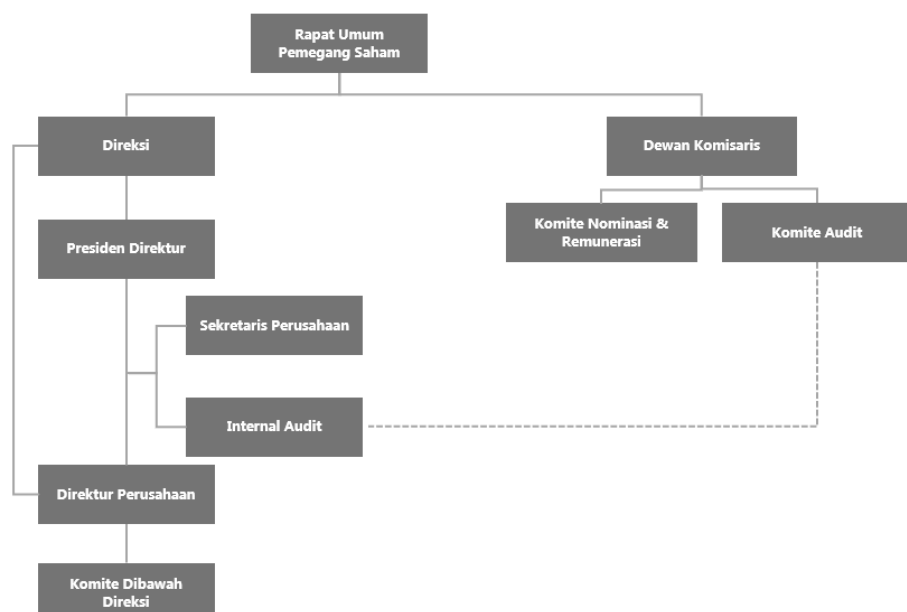 Rapat Umum
Pemegang Saham
Direksi
Dewan Komisaris
Presiden Direktur
Komite Nominasi &
Remunerasi
Komite Audit
Sekretaris Perusahaan
Internal Audit
Direktur Perusahaan
Komite Dibawah
Direksi